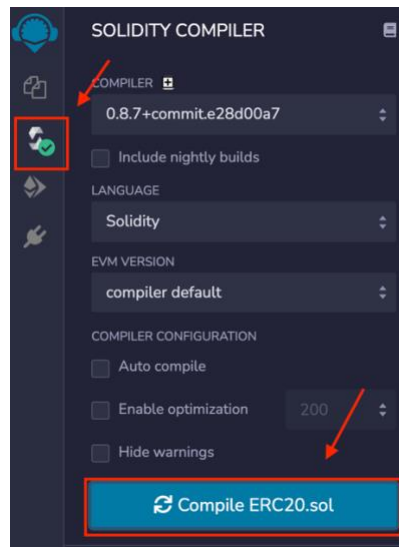 SOLIDITY COMPILER
COMPILER
0.8.7+commit.e28d00a7
Include nightly builds
LANGUAGE
Solidity
EVM VERSION
compiler default
COMPILER CONFIGURATION
Auto compile
Enable optimization 200
Hide warnings
Compile ERC20.sol